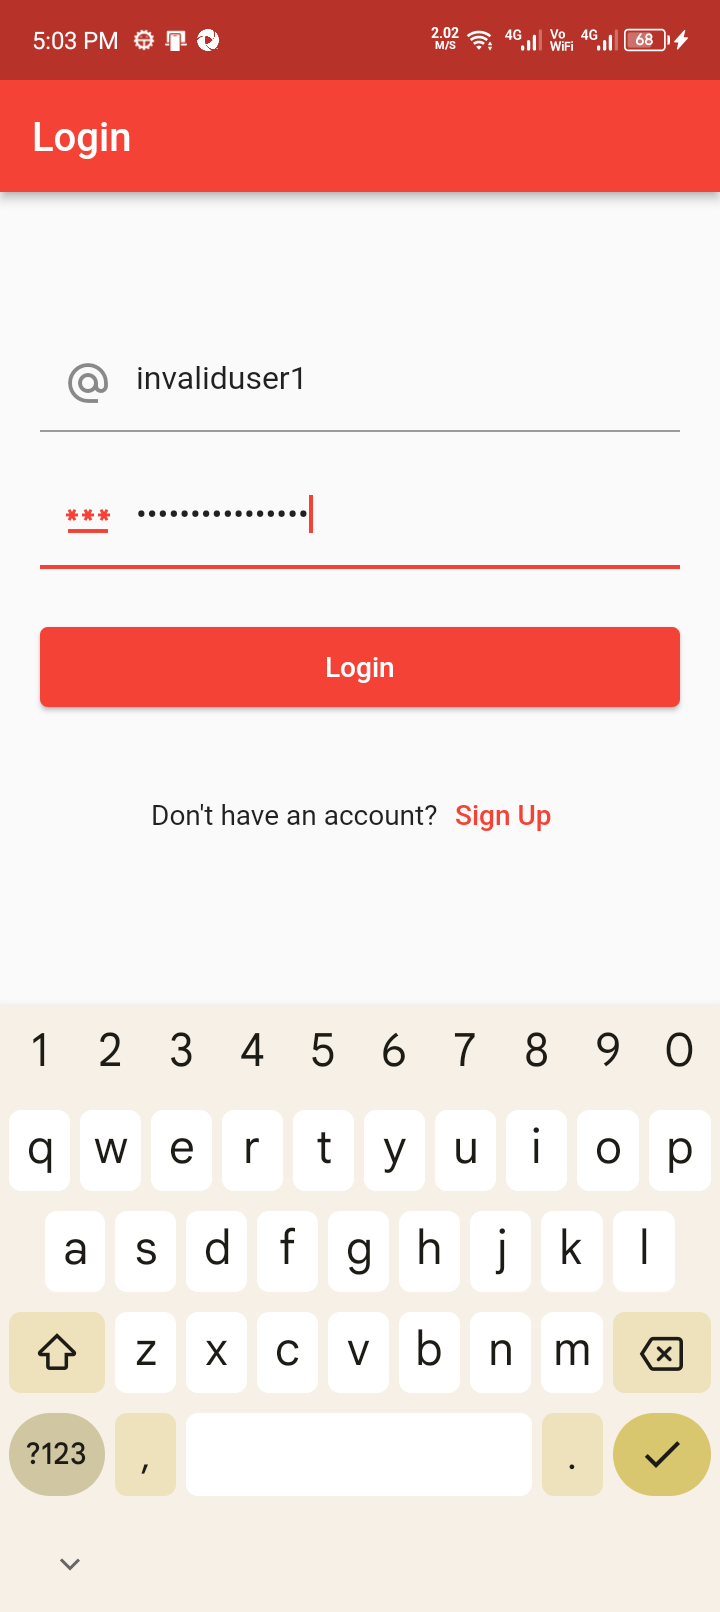 5:03 PM 2.02 M/S 4G Vo WiFi 4G 68
Login
invaliduser1
••••••••••••••••
Login
Don't have an account? Sign Up
1 2 3 4 5 6 7 8 9 0
q w e r t y u i o p
a s d f g h j k l
z x c v b n m
?123 , .